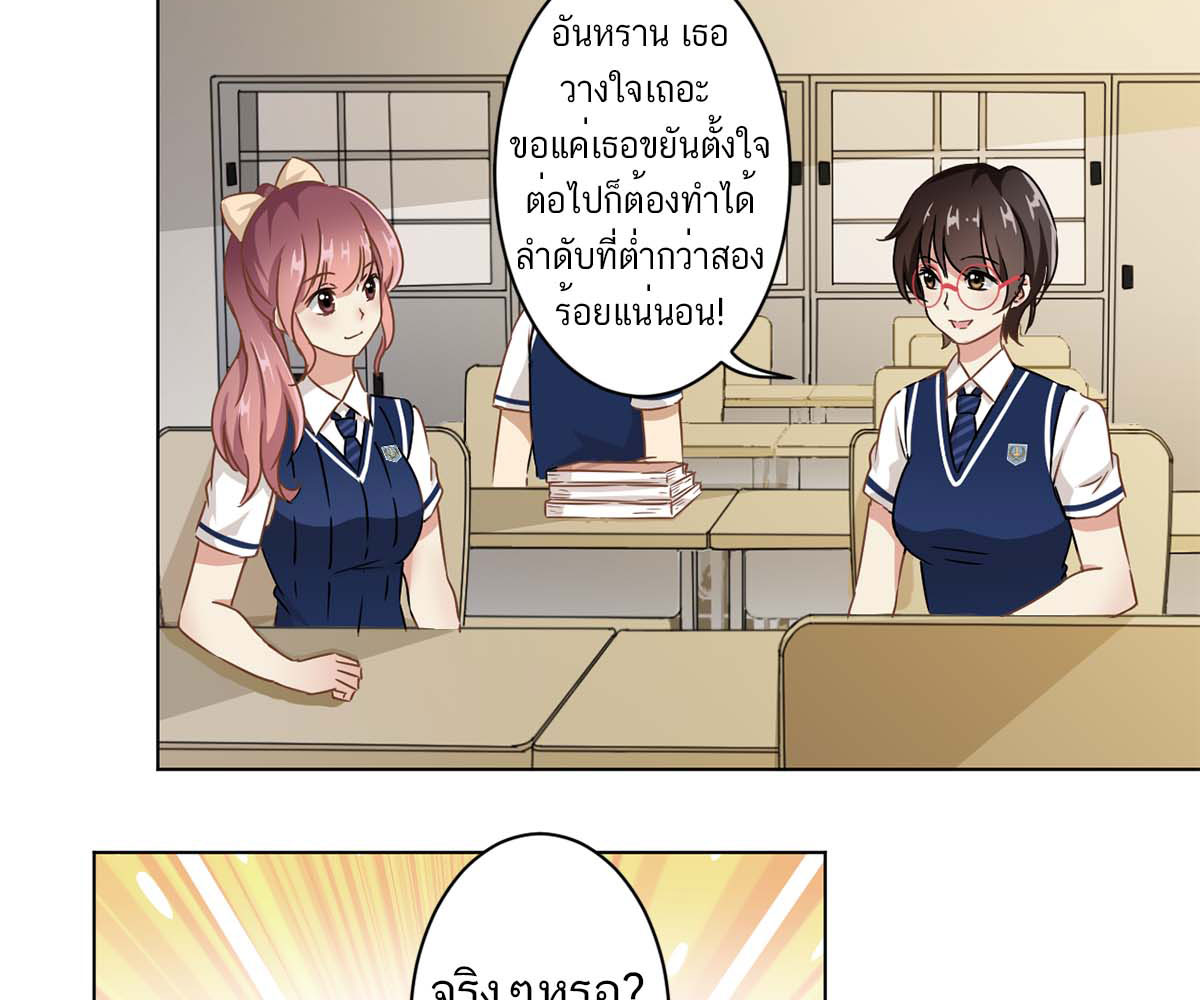 อันหราน เธอ
วางใจเถอะ
ขอแค่เธอขยันตั้งใจ
ต่อไปก็ต้องทำได้
ลำดับที่ต่ำกว่าสอง
ร้อยแน่นอน!
จริงๆหรอ?